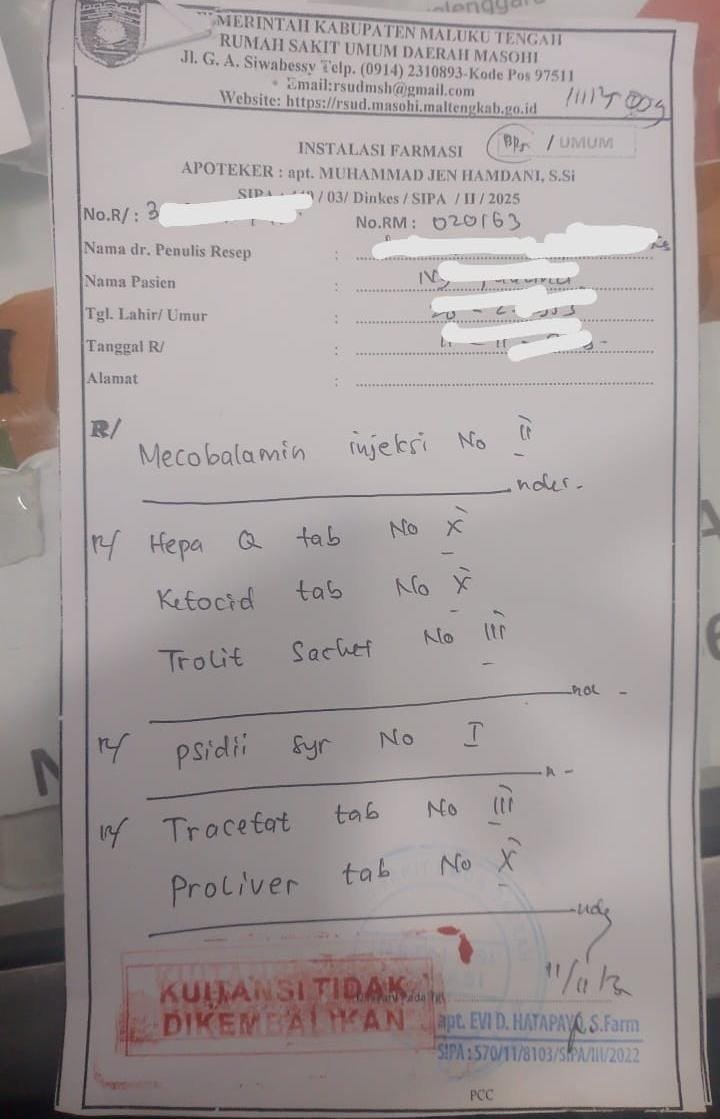 MERINTAH KABUPATEN MALUKU TENGAH
RUMAH SAKIT UMUM DAERAH MASOHI
Jl. G. A. Siwabessy Telp. (0914) 2310893-Kode Pos 97511
Email:rsudmsh@gmail.com
Website: https://rsud.masohi.maltengkab.go.id
INSTALASI FARMASI
/ UMUM
APOTEKER : apt. MUHAMMAD JEN HAMDANI, S.Si
SIPA : / 03/ Dinkes / SIPA / II / 2025
No.R/ : 3
No.RM : 020163
Nama dr. Penulis Resep :
Nama Pasien :
Tgl. Lahir/ Umur :
Tanggal R/ :
Alamat :
R/
Mecobalamin injeksi No II
R/ Hepa Q tab No X
Ketocid tab No X
Trolit Sachet No III
R/ psidii syr No I
R/ Tracetat tab No III
Proliver tab No X
KUITANSI TIDAK
DIKEMBALIKAN
apt. EVI D. HATAPAYO, S.Farm
SIPA : 570/11/8103/SIPA/III/2022
PCC